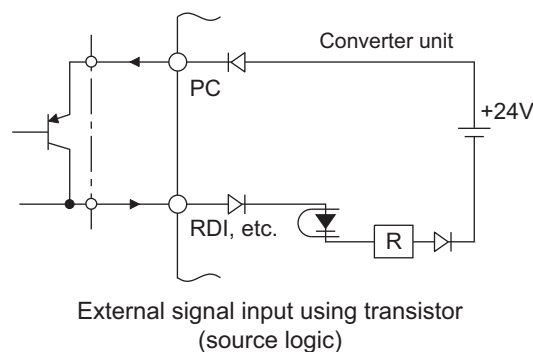 Converter unit
PC
+24V
RDI, etc.
R
External signal input using transistor
(source logic)